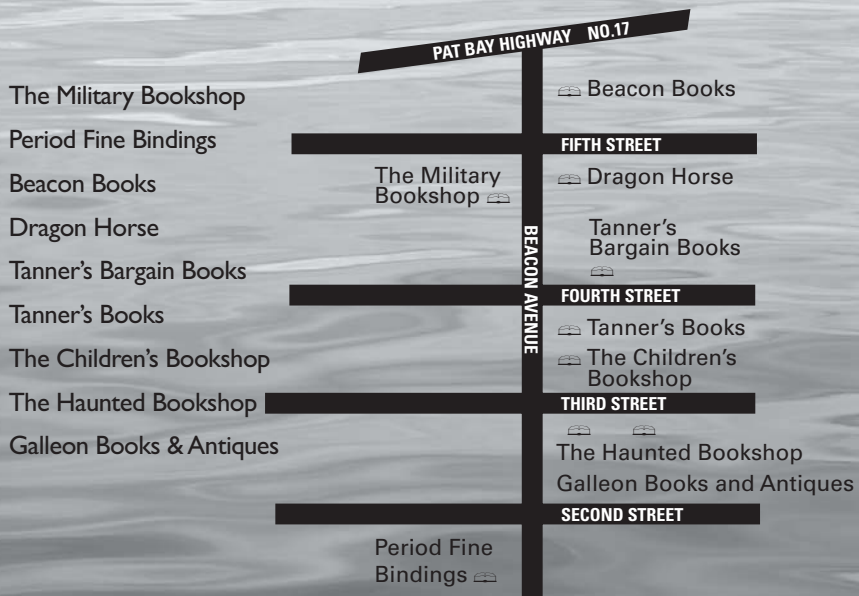 PAT BAY HIGHWAY NO.17
The Military Bookshop
Period Fine Bindings
Beacon Books
Dragon Horse
Tanner’s Bargain Books
Tanner’s Books
The Children’s Bookshop
The Haunted Bookshop
Galleon Books & Antiques
Beacon Books
FIFTH STREET
The Military
Bookshop
Dragon Horse
Tanner’s
Bargain Books
BEACON AVENUE
FOURTH STREET
Tanner’s Books
The Children’s
Bookshop
THIRD STREET
The Haunted Bookshop
Galleon Books and Antiques
SECOND STREET
Period Fine
Bindings